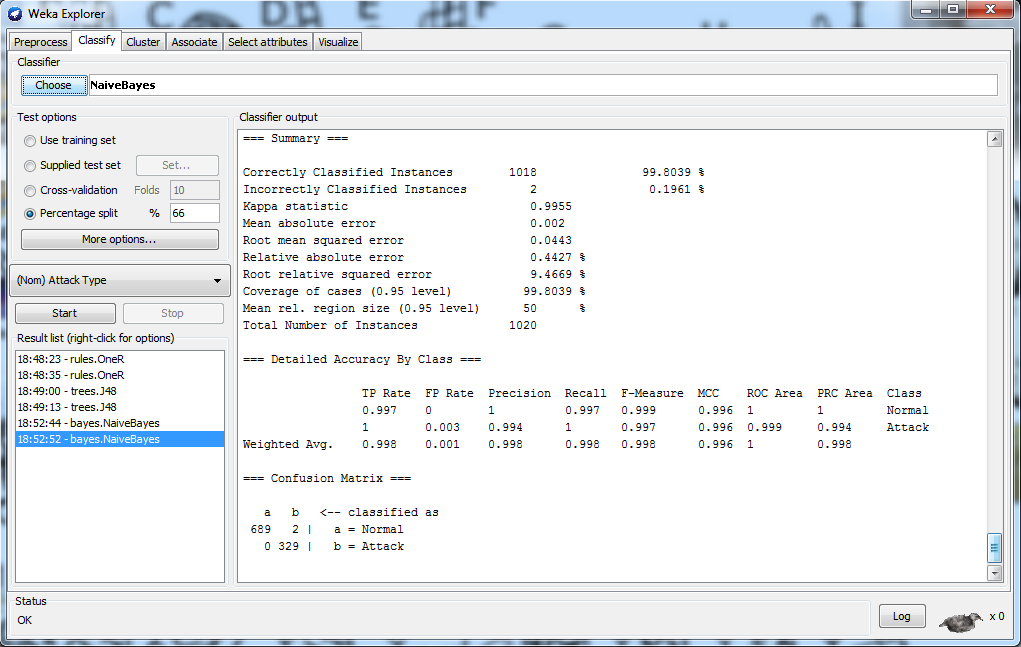 Weka Explorer
Preprocess Classify Cluster Associate Select attributes Visualize
Classifier
Choose NaiveBayes
Test options
Use training set
Supplied test set Set...
Cross-validation Folds 10
Percentage split % 66
More options...
(Nom) Attack Type
Start Stop
Result list (right-click for options)
18:48:23 - rules.OneR
18:48:35 - rules.OneR
18:49:00 - trees.J48
18:49:13 - trees.J48
18:52:44 - bayes.NaiveBayes
18:52:52 - bayes.NaiveBayes
Classifier output
=== Summary ===
Correctly Classified Instances 1018 99.8039 %
Incorrectly Classified Instances 2 0.1961 %
Kappa statistic 0.9955
Mean absolute error 0.002
Root mean squared error 0.0443
Relative absolute error 0.4427 %
Root relative squared error 9.4669 %
Coverage of cases (0.95 level) 99.8039 %
Mean rel. region size (0.95 level) 50 %
Total Number of Instances 1020
=== Detailed Accuracy By Class ===
TP Rate FP Rate Precision Recall F-Measure MCC ROC Area PRC Area Class
0.997 0 1 0.997 0.999 0.996 1 1 Normal
1 0.003 0.994 1 0.997 0.996 0.999 0.994 Attack
Weighted Avg. 0.998 0.001 0.998 0.998 0.998 0.996 1 0.998
=== Confusion Matrix ===
a b <-- classified as
689 2 | a = Normal
0 329 | b = Attack
Status
OK
Log x 0